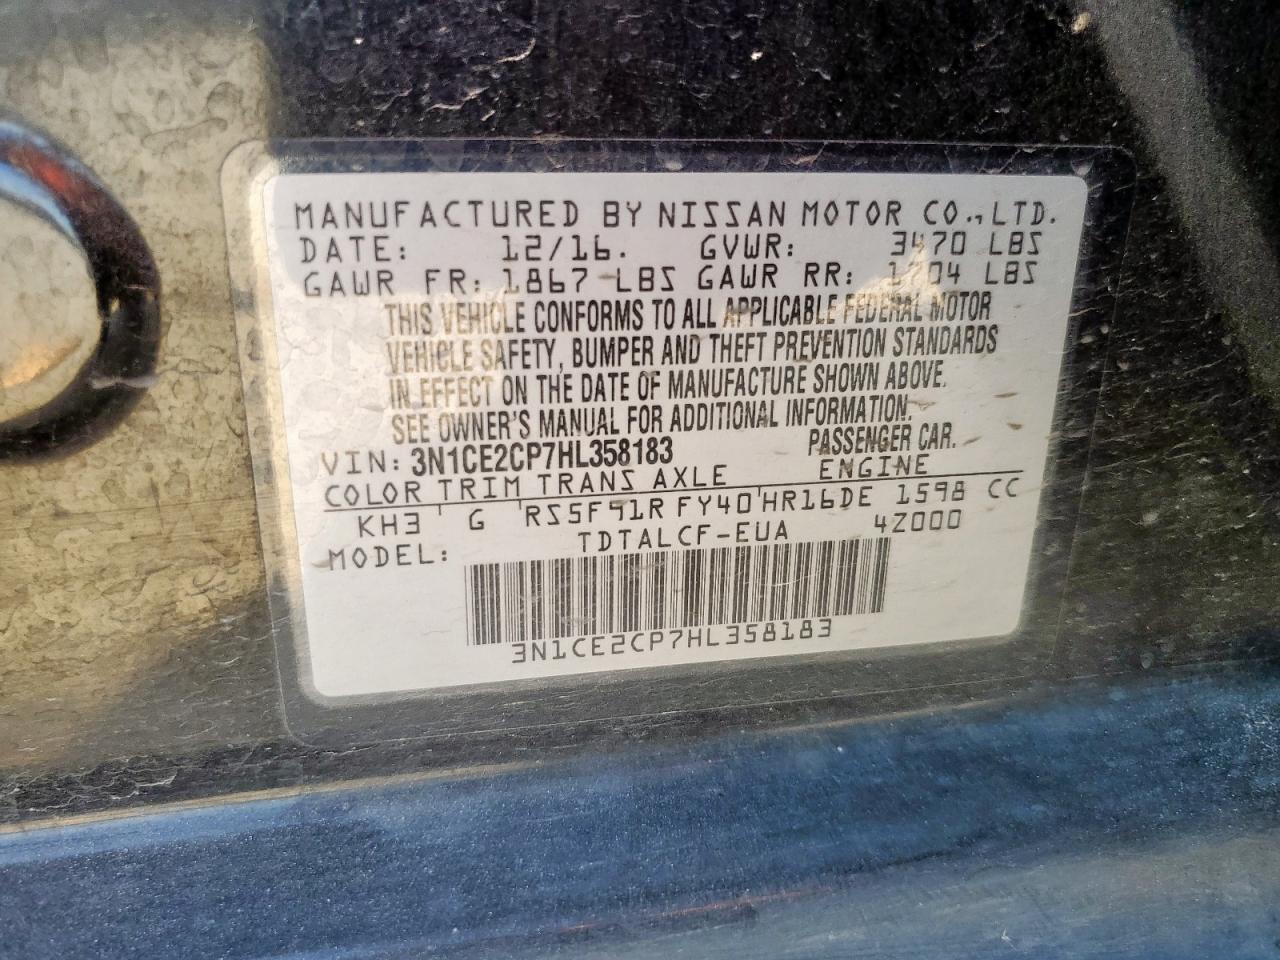 MANUFACTURED BY NISSAN MOTOR CO., LTD.
DATE: 12/16. GVWR: 3470 LBS
GAWR FR: 1867 LBS GAWR RR: 1704 LBS
THIS VEHICLE CONFORMS TO ALL APPLICABLE FEDERAL MOTOR
VEHICLE SAFETY, BUMPER AND THEFT PREVENTION STANDARDS
IN EFFECT ON THE DATE OF MANUFACTURE SHOWN ABOVE.
SEE OWNER'S MANUAL FOR ADDITIONAL INFORMATION.
VIN: 3N1CE2CP7HL358183 PASSENGER CAR.
COLOR TRIM TRANS AXLE ENGINE
KH3 G RS5F91R FY40 HR16DE 1598 CC
MODEL: TDTALCF-EUA 4Z000
3N1CE2CP7HL358183